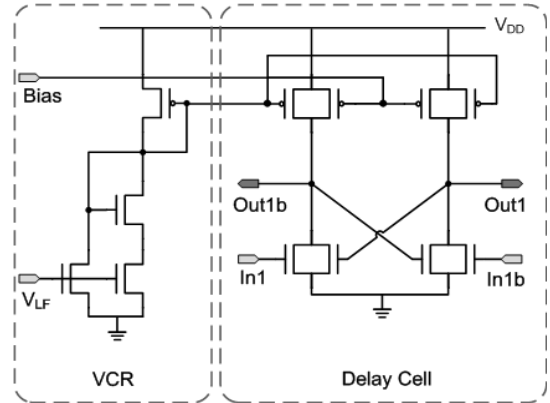 VDD
Bias
Out1b
Out1
In1
In1b
VLF
VCR
Delay Cell